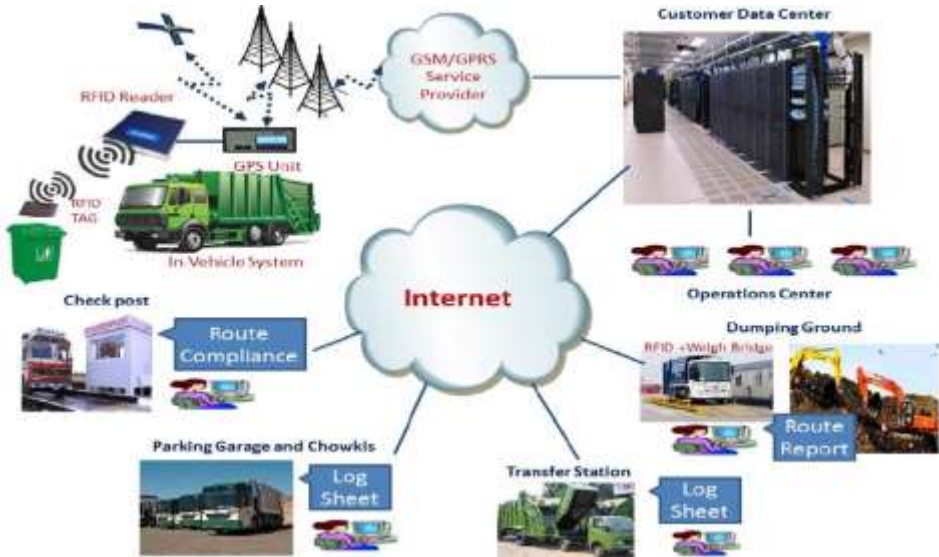 Customer Data Center
GSM/GPRS
Service
Provider
RFID Reader
GPS Unit
RFID
TAG
In-Vehicle System
Internet
Operations Center
Check post
Route
Compliance
Dumping Ground
RFID +Weigh Bridge
Route
Report
Parking Garage and Chowkis
Log
Sheet
Transfer Station
Log
Sheet